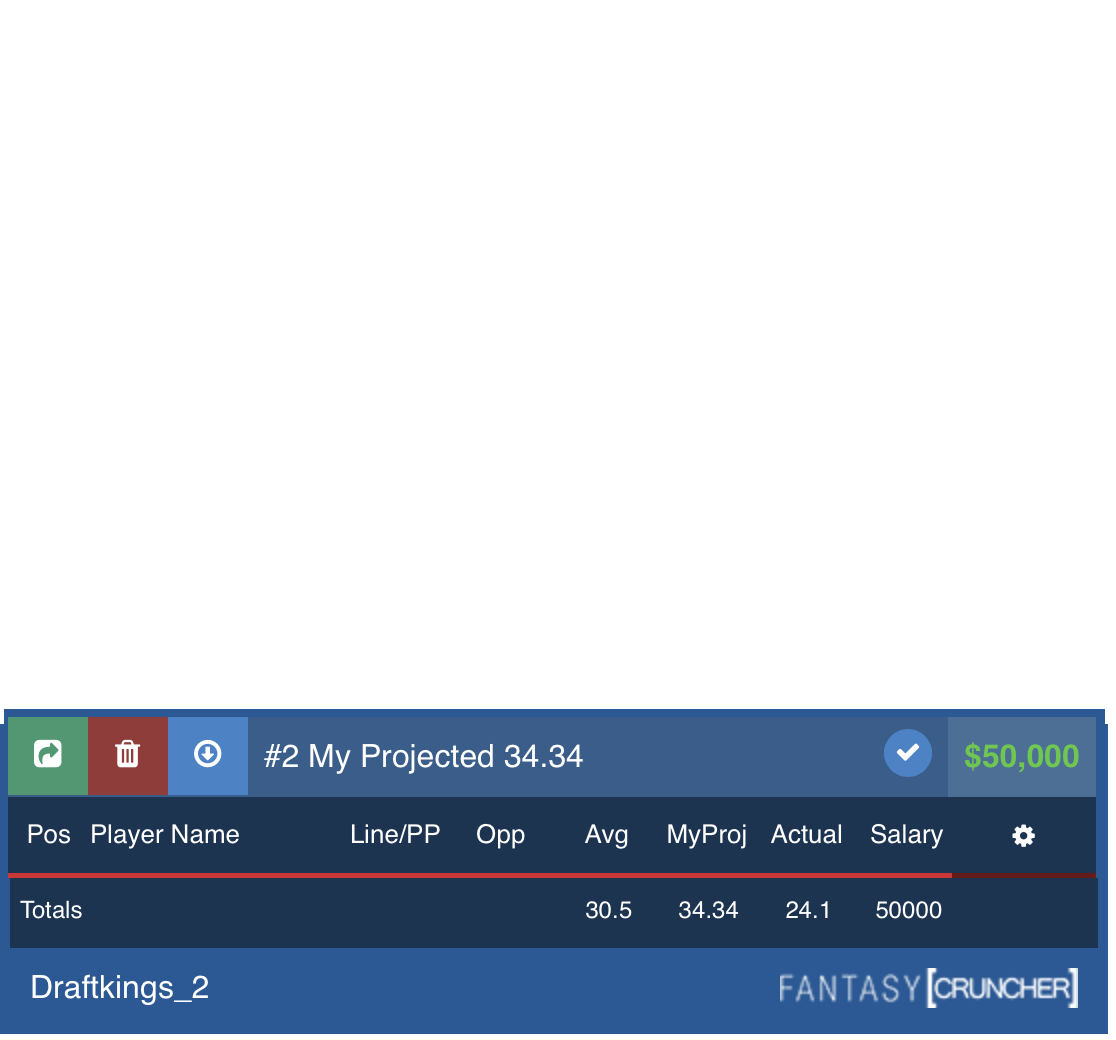 #2 My Projected 34.34 $50,000
Pos Player Name Line/PP Opp Avg MyProj Actual Salary
Totals 30.5 34.34 24.1 50000
Draftkings_2 FANTASY[CRUNCHER]